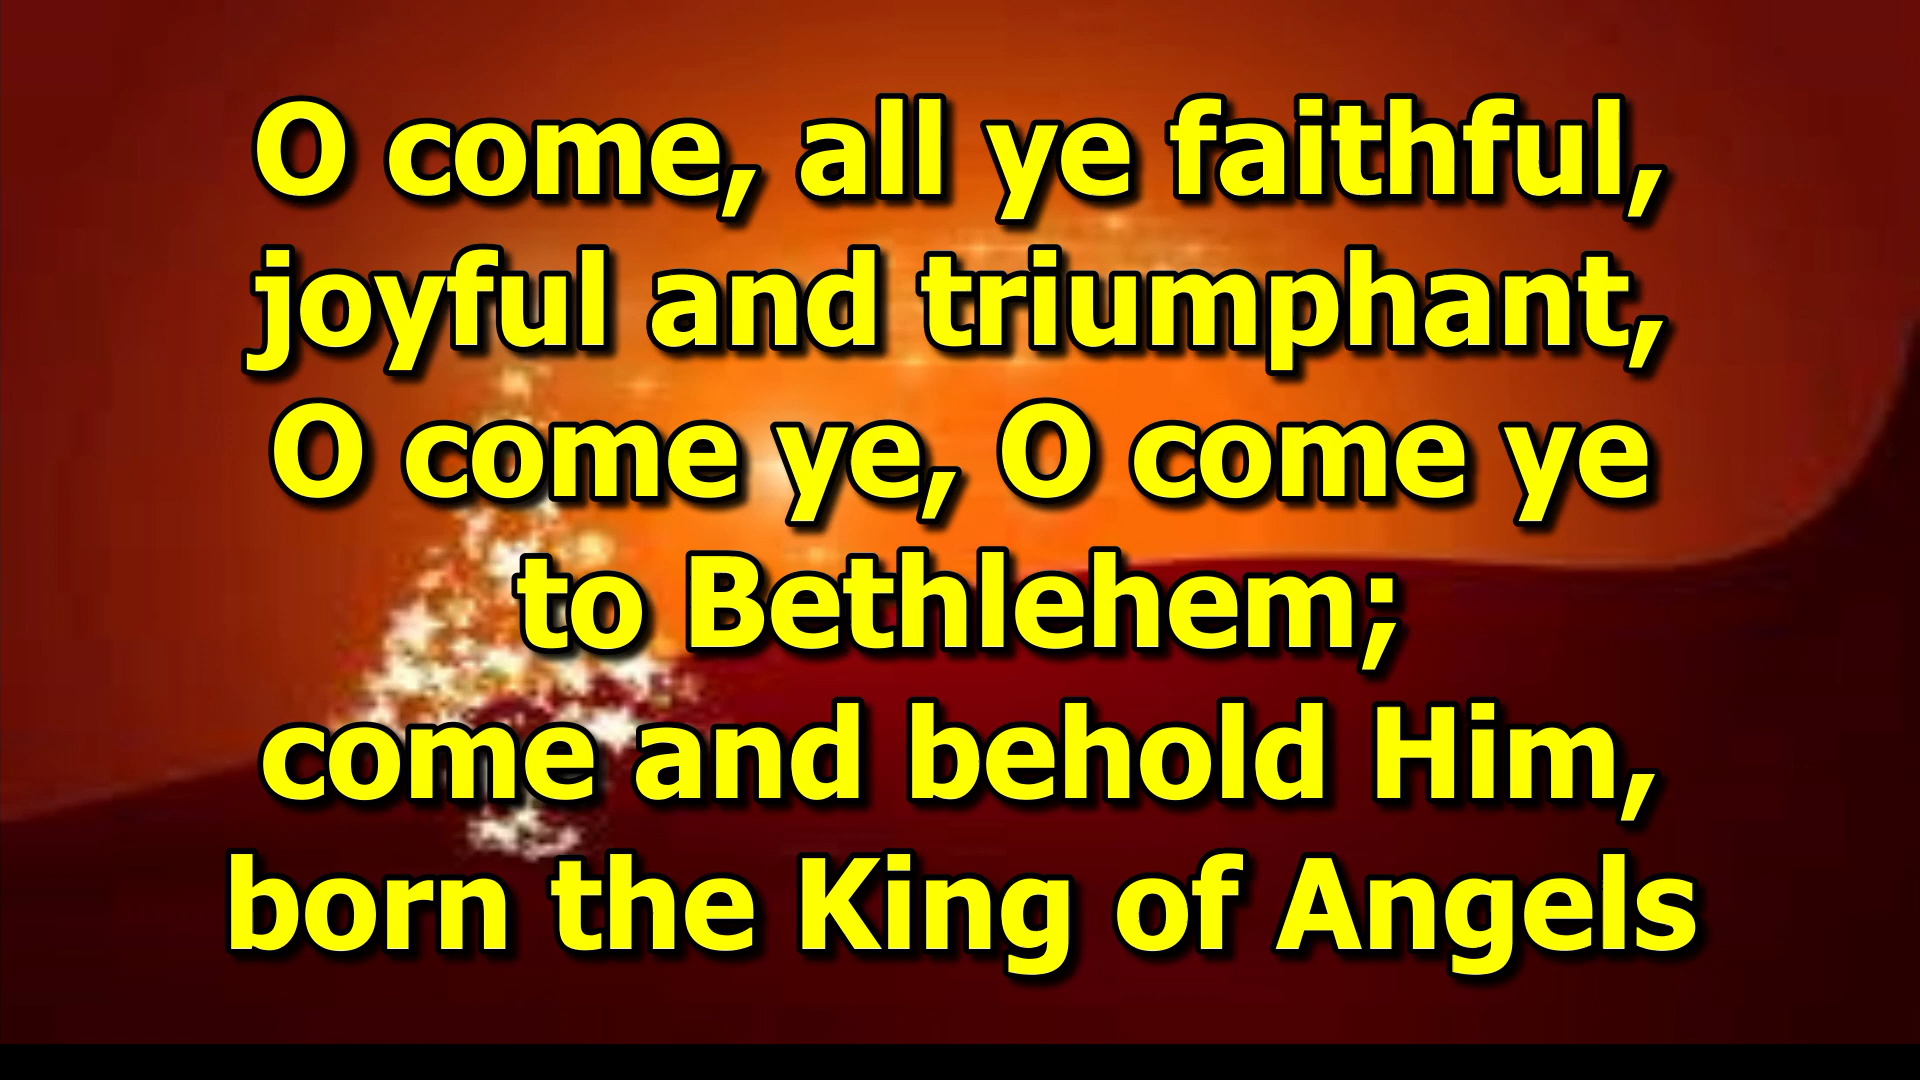 O come, all ye faithful,
joyful and triumphant,
O come ye, O come ye
to Bethlehem;
come and behold Him,
born the King of Angels